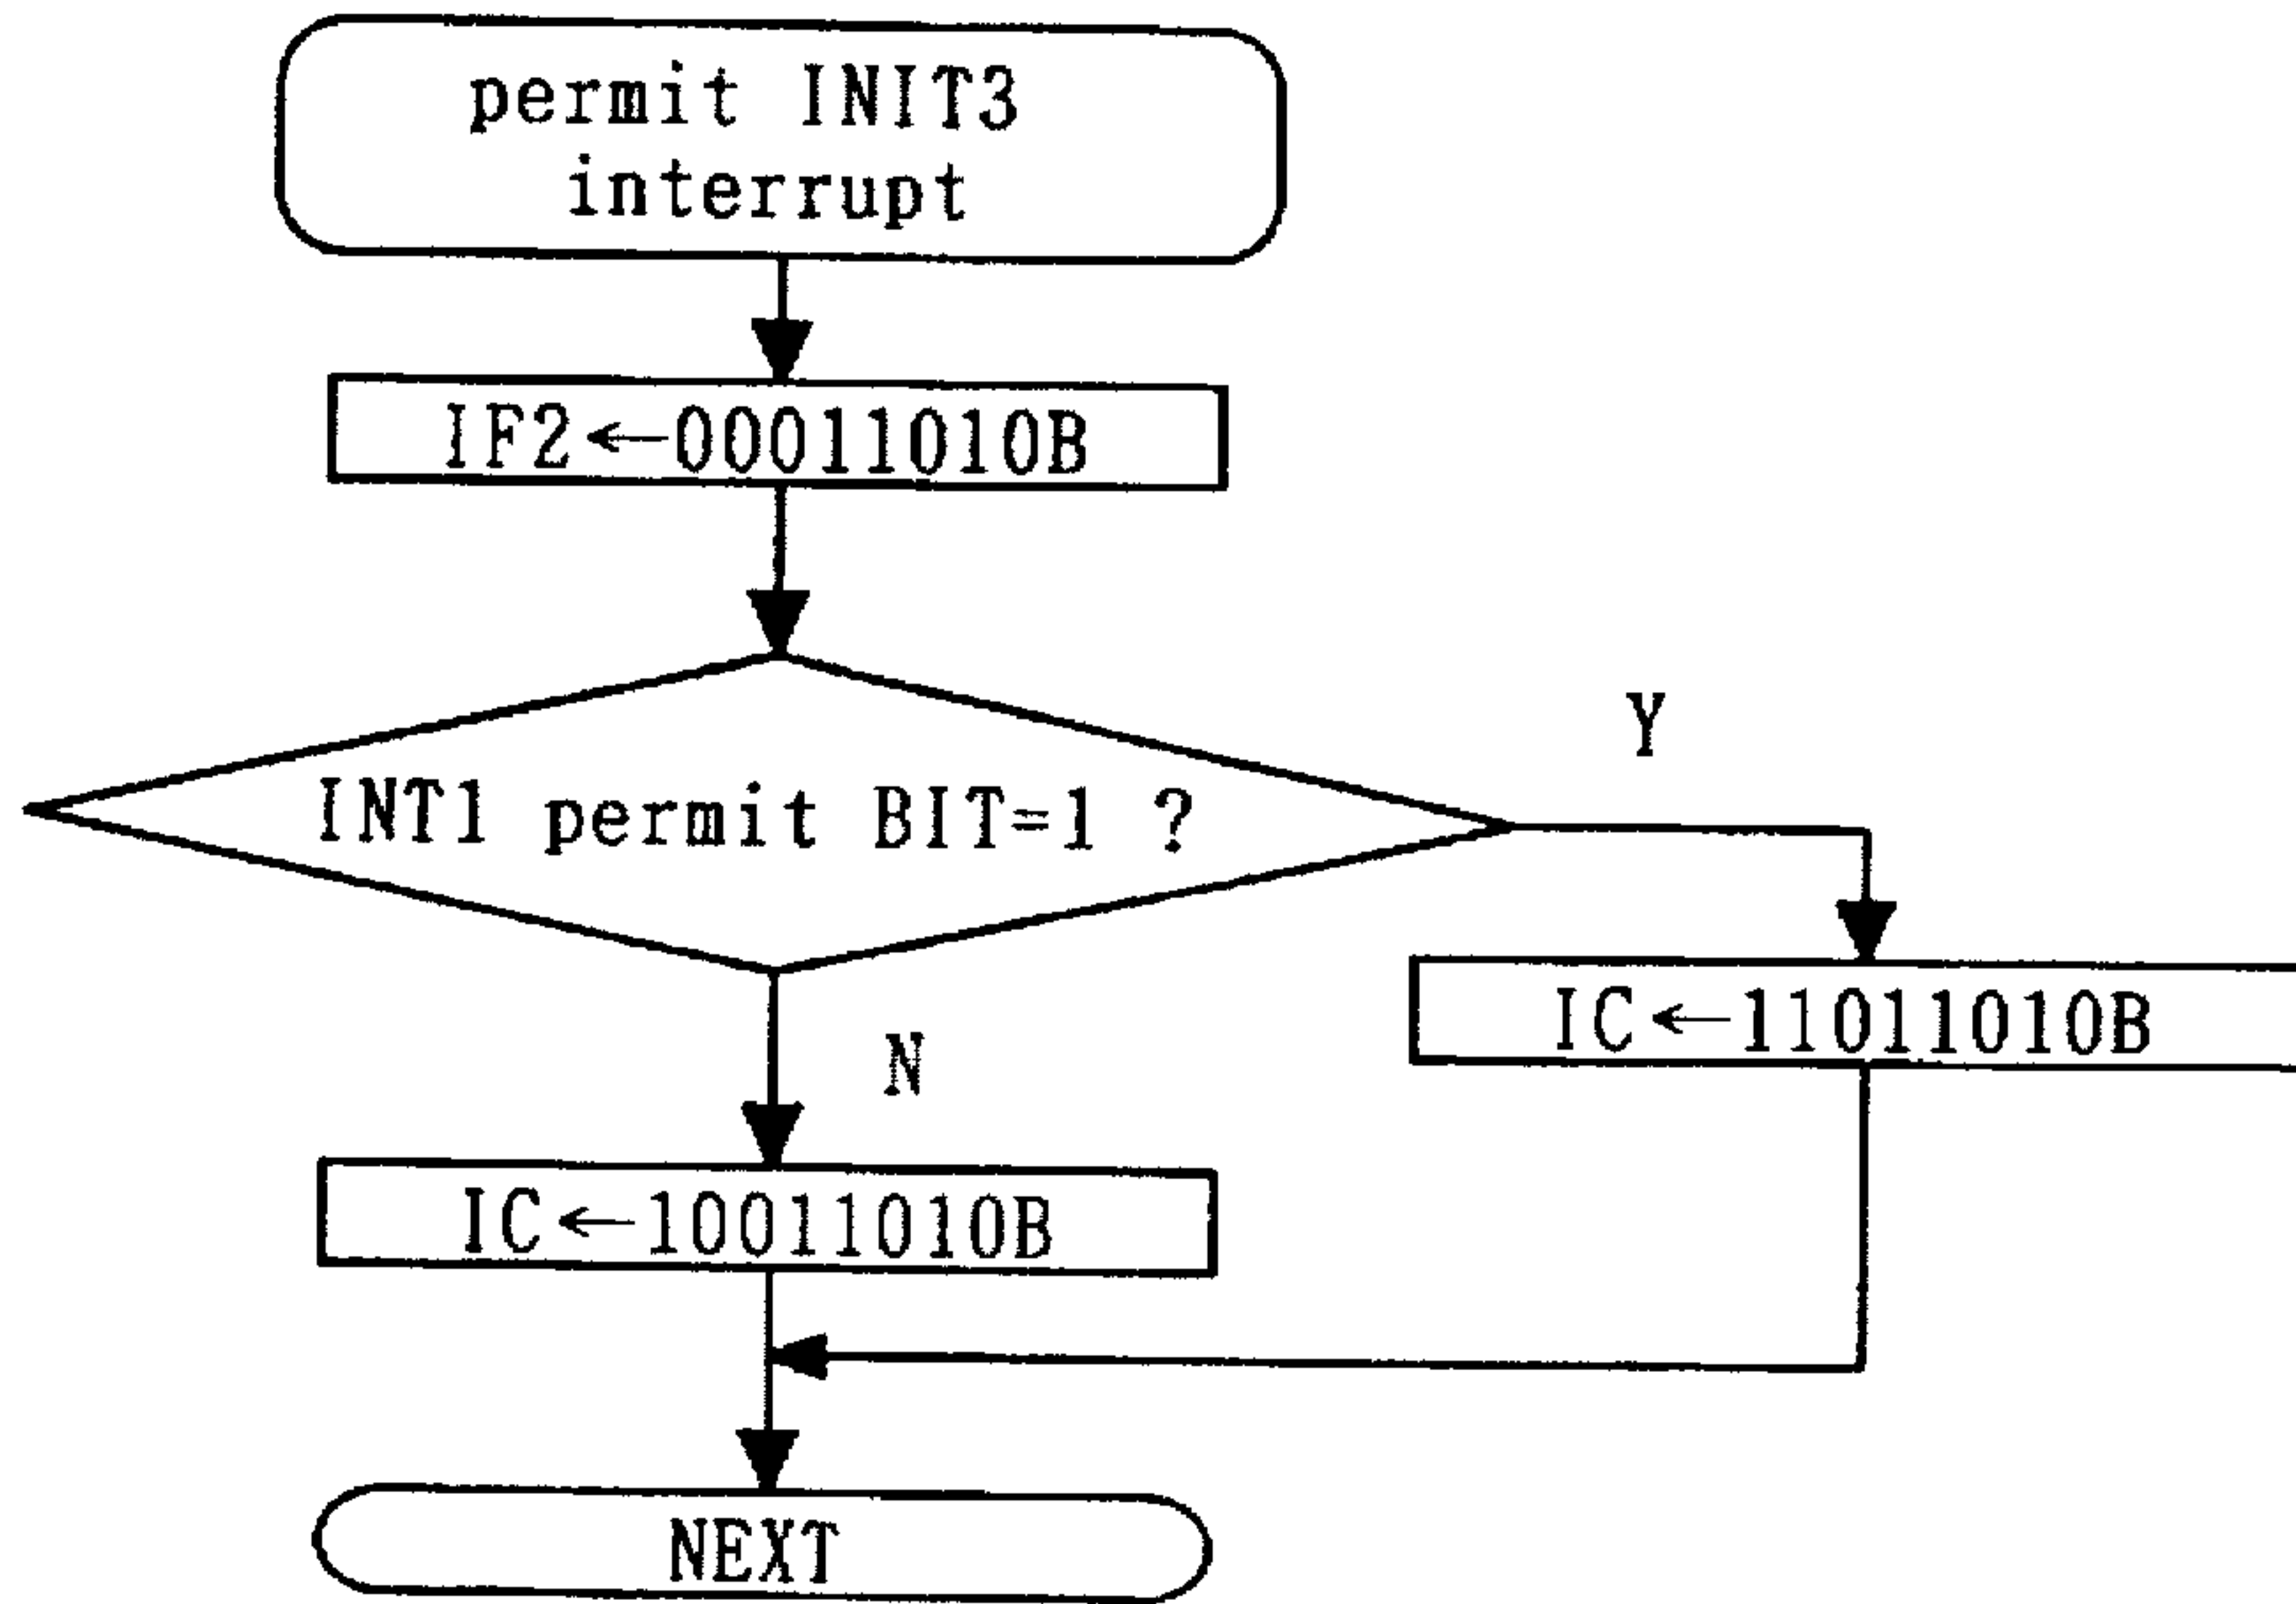 permit INIT3
interrupt
IF2←00011010B
INT1 permit BIT=1 ?
Y
IC←11011010B
N
IC←10011010B
NEXT